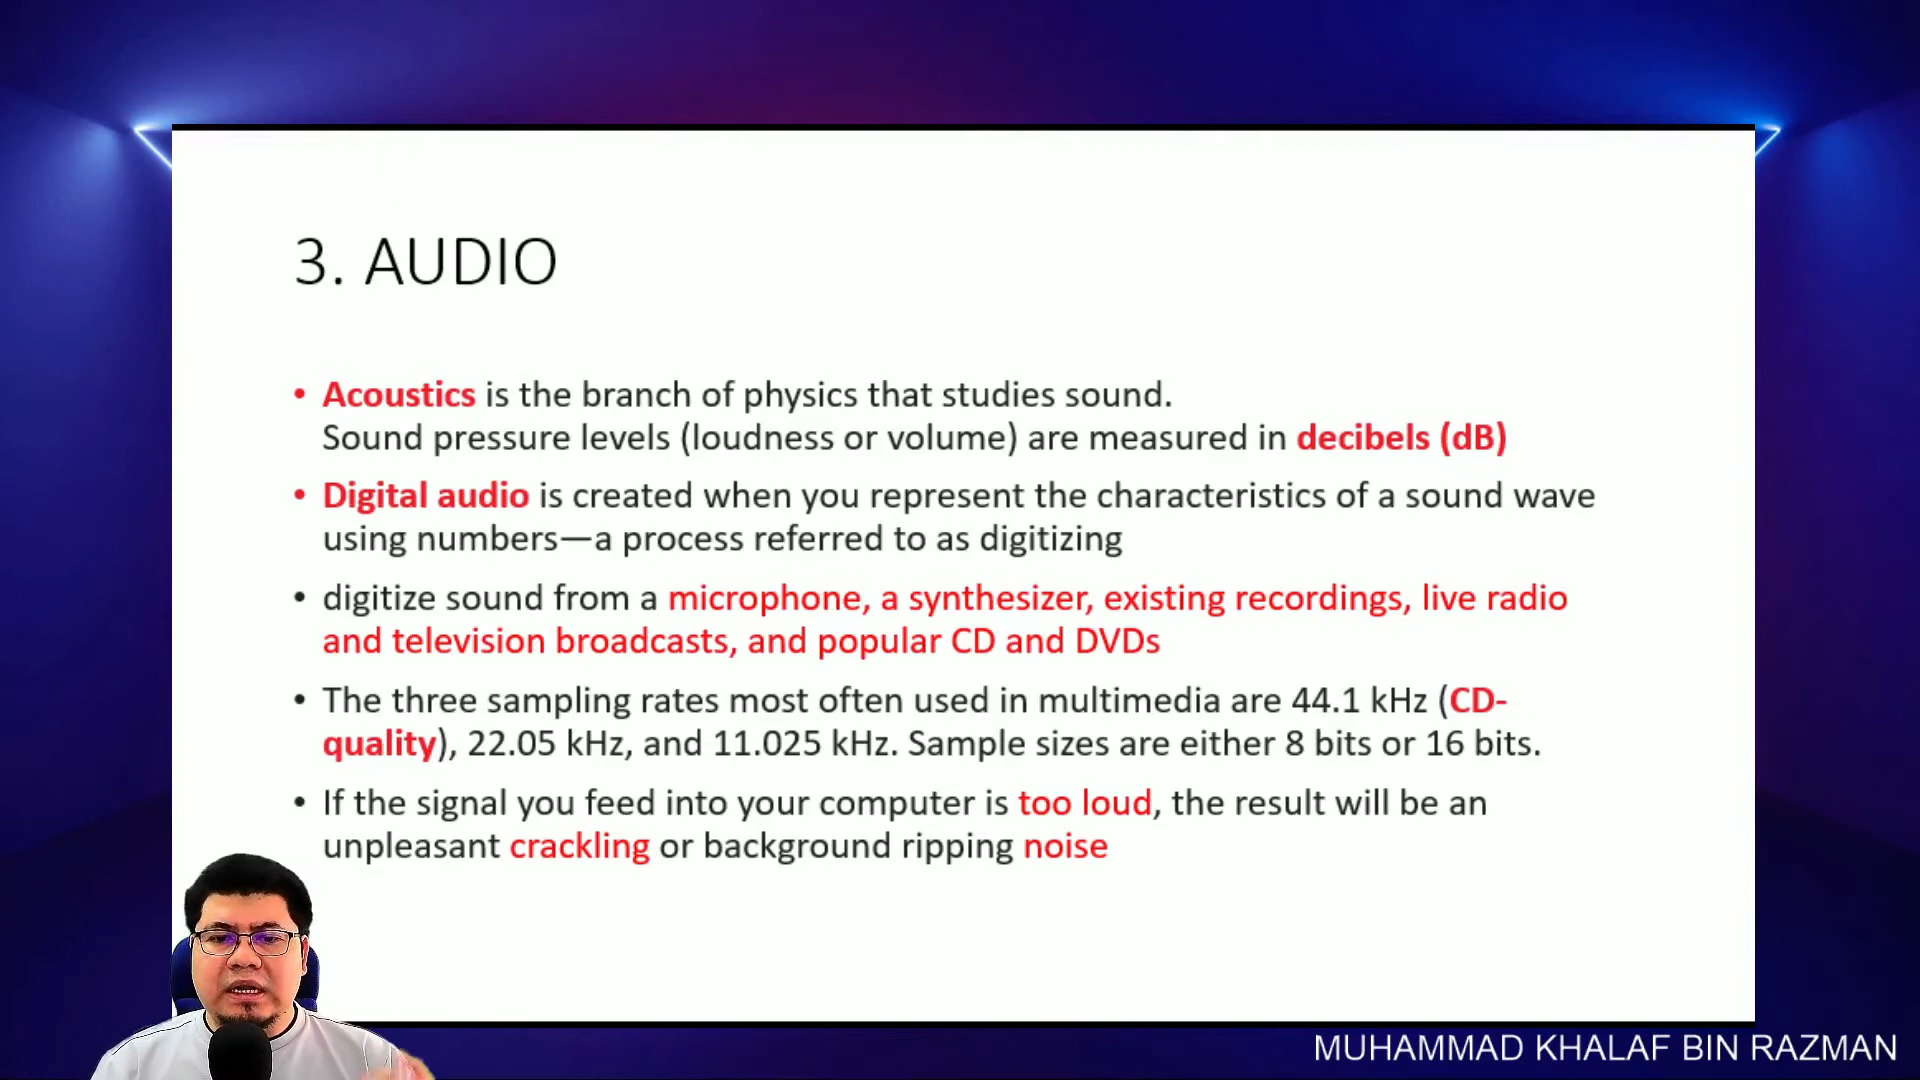 3. AUDIO
• Acoustics is the branch of physics that studies sound.
Sound pressure levels (loudness or volume) are measured in decibels (dB)
• Digital audio is created when you represent the characteristics of a sound wave
using numbers—a process referred to as digitizing
• digitize sound from a microphone, a synthesizer, existing recordings, live radio
and television broadcasts, and popular CD and DVDs
• The three sampling rates most often used in multimedia are 44.1 kHz (CD-
quality), 22.05 kHz, and 11.025 kHz. Sample sizes are either 8 bits or 16 bits.
• If the signal you feed into your computer is too loud, the result will be an
unpleasant crackling or background ripping noise
MUHAMMAD KHALAF BIN RAZMAN